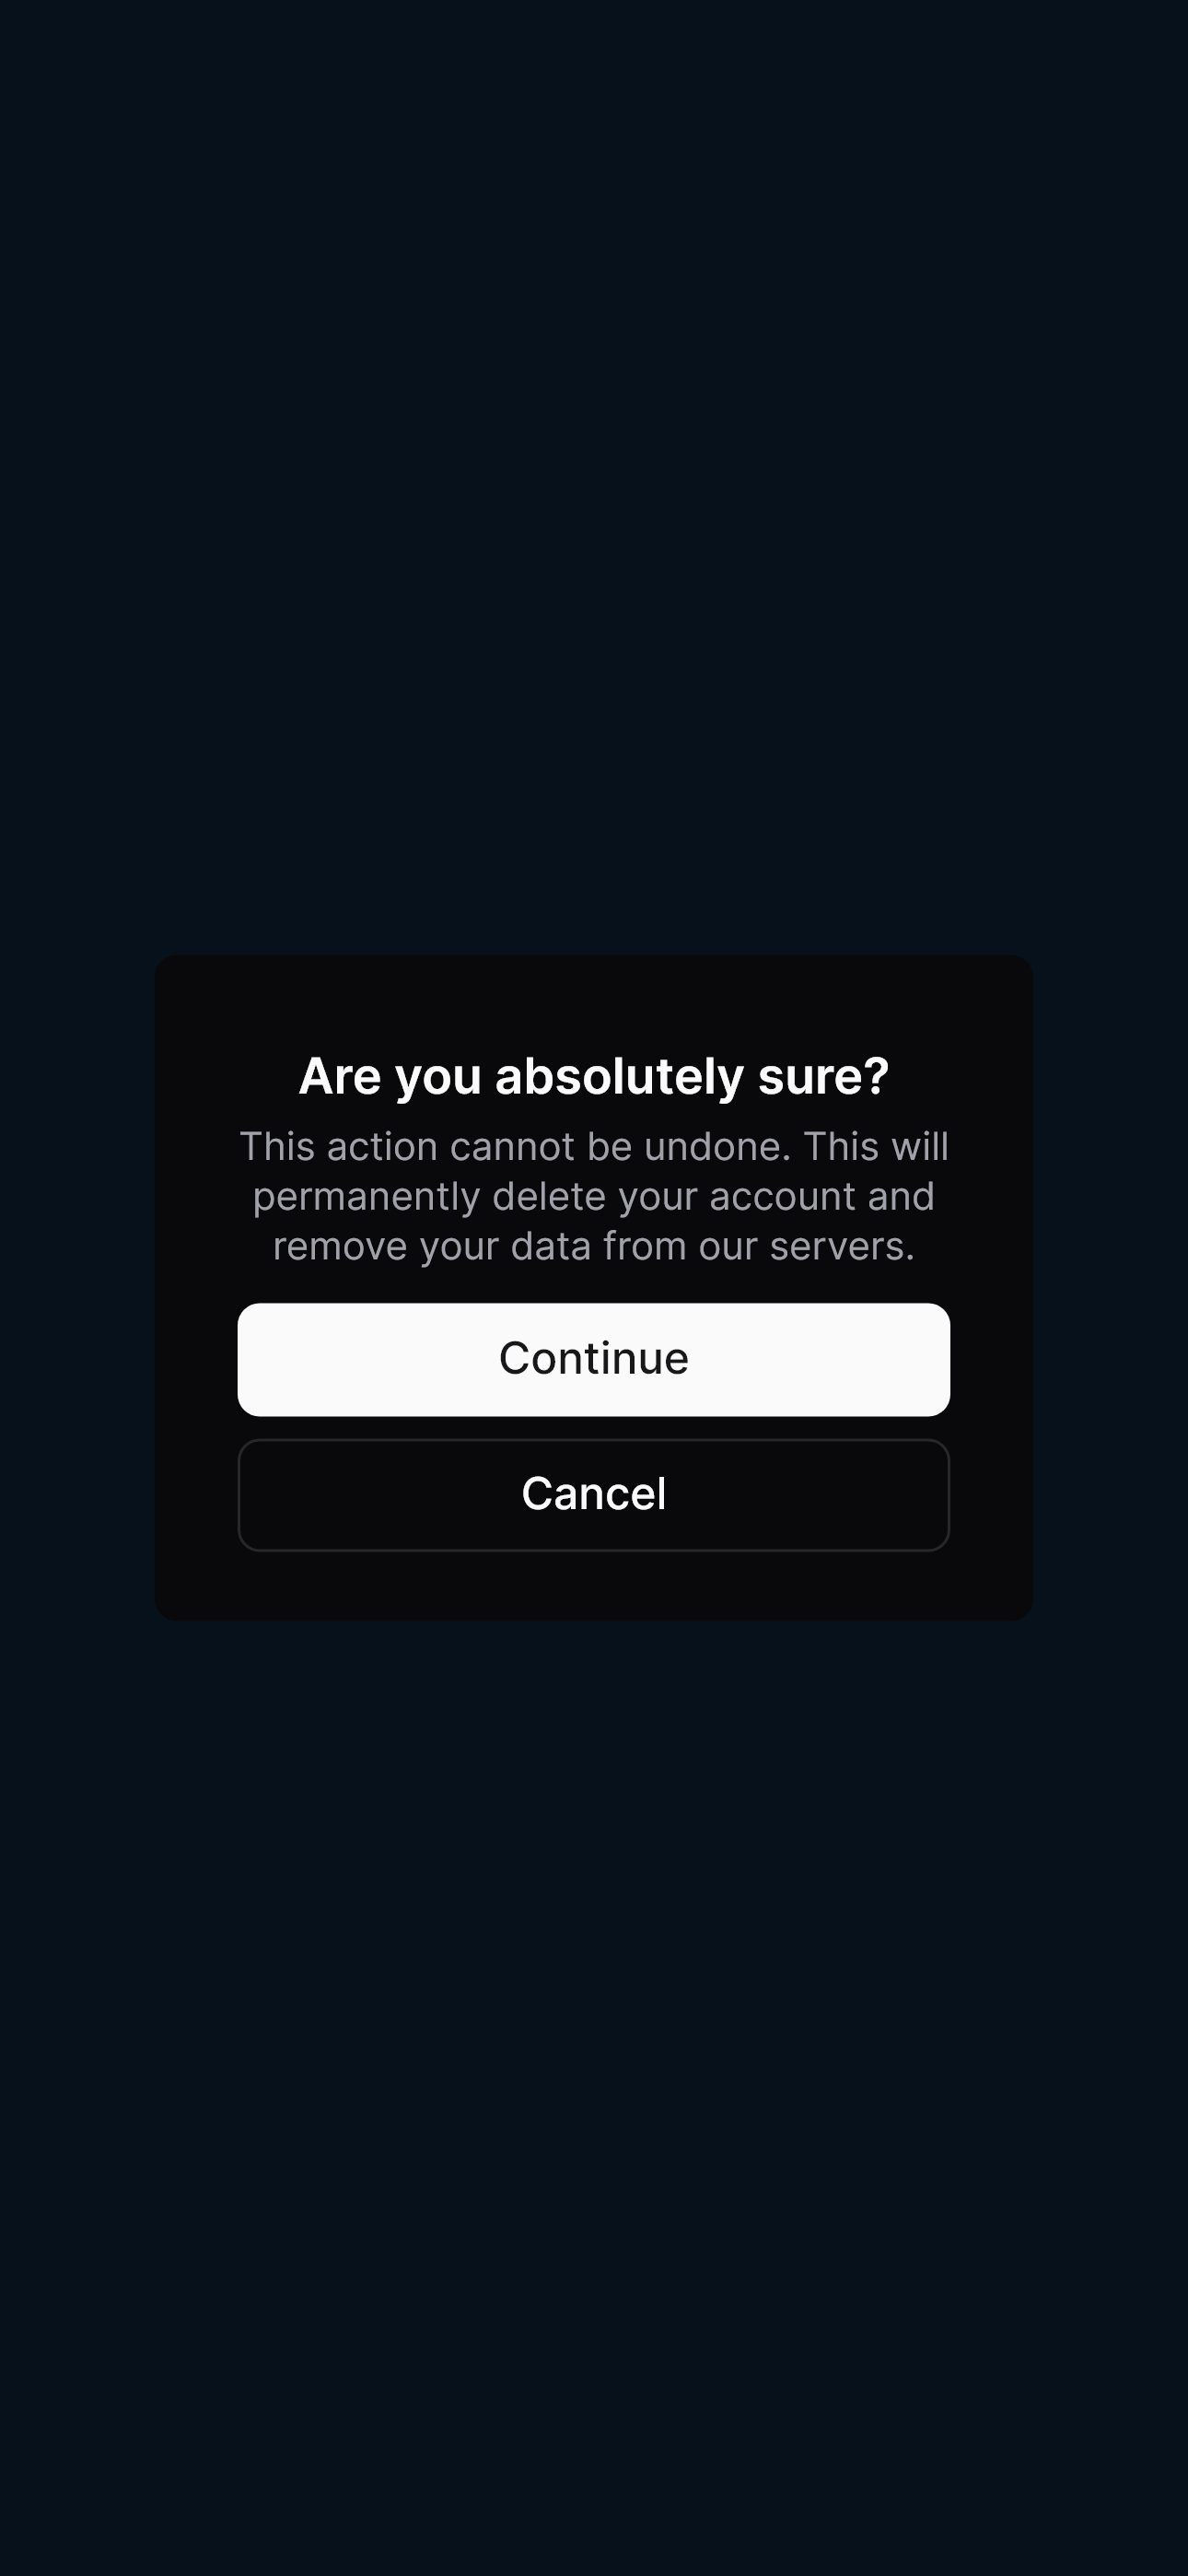 Are you absolutely sure?
This action cannot be undone. This will
permanently delete your account and
remove your data from our servers.
Continue
Cancel